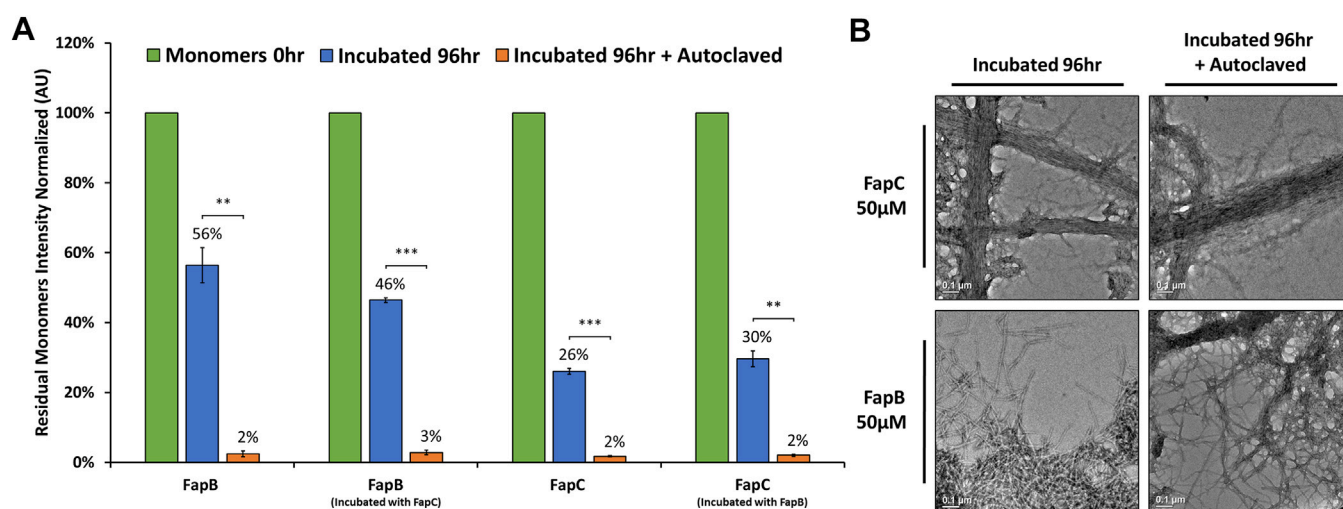 A
Residual Monomers Intensity Normalized (AU)
120%
100%
80%
60%
40%
20%
0%
Monomers 0hr Incubated 96hr Incubated 96hr + Autoclaved
56%
**
2%
46%
***
3%
26%
***
2%
30%
**
2%
FapB
FapB
(Incubated with FapC)
FapC
FapC
(Incubated with FapB)
B
Incubated 96hr
Incubated 96hr
+ Autoclaved
FapC
50µM
0.1 µm
0.1 µm
FapB
50µM
0.1 µm
0.1 µm